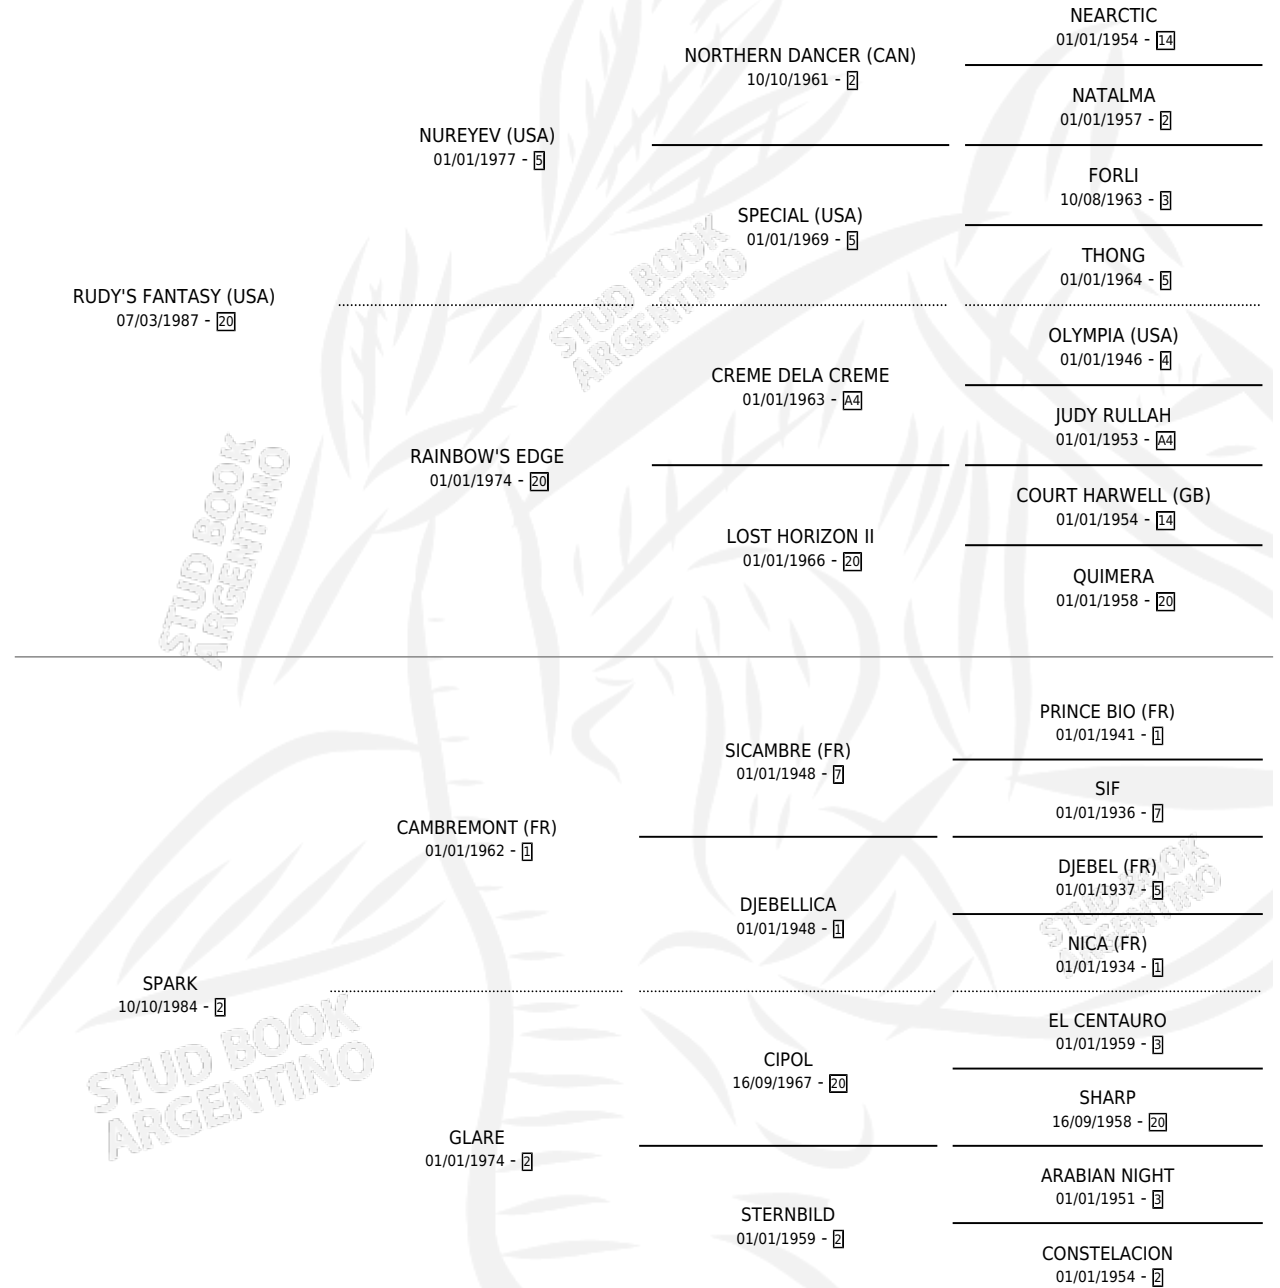 NEARCTIC
01/01/1954 - 14
NORTHERN DANCER (CAN)
10/10/1961 - 2
NATALMA
01/01/1957 - 2
NUREYEV (USA)
01/01/1977 - 5
FORLI
10/08/1963 - 3
SPECIAL (USA)
01/01/1969 - 5
THONG
01/01/1964 - 5
RUDY'S FANTASY (USA)
07/03/1987 - 20
OLYMPIA (USA)
01/01/1946 - 4
CREME DELA CREME
01/01/1963 - A4
JUDY RULLAH
01/01/1953 - A4
RAINBOW'S EDGE
01/01/1974 - 20
COURT HARWELL (GB)
01/01/1954 - 14
LOST HORIZON II
01/01/1966 - 20
QUIMERA
01/01/1958 - 20
STUD BOOK
ARGENTINO
STUD BOOK
ARGENTINO
PRINCE BIO (FR)
01/01/1941 - 1
SICAMBRE (FR)
01/01/1948 - 7
SIF
01/01/1936 - 7
CAMBREMONT (FR)
01/01/1962 - 1
DJEBEL (FR)
01/01/1937 - 5
DJEBELLICA
01/01/1948 - 1
NICA (FR)
01/01/1934 - 1
STUD BOOK
ARGENTINO
SPARK
10/10/1984 - 2
EL CENTAURO
01/01/1959 - 3
CIPOL
16/09/1967 - 20
SHARP
16/09/1958 - 20
GLARE
01/01/1974 - 2
ARABIAN NIGHT
01/01/1951 - 3
STERNBILD
01/01/1959 - 2
CONSTELACION
01/01/1954 - 2
STUD BOOK
ARGENTINO